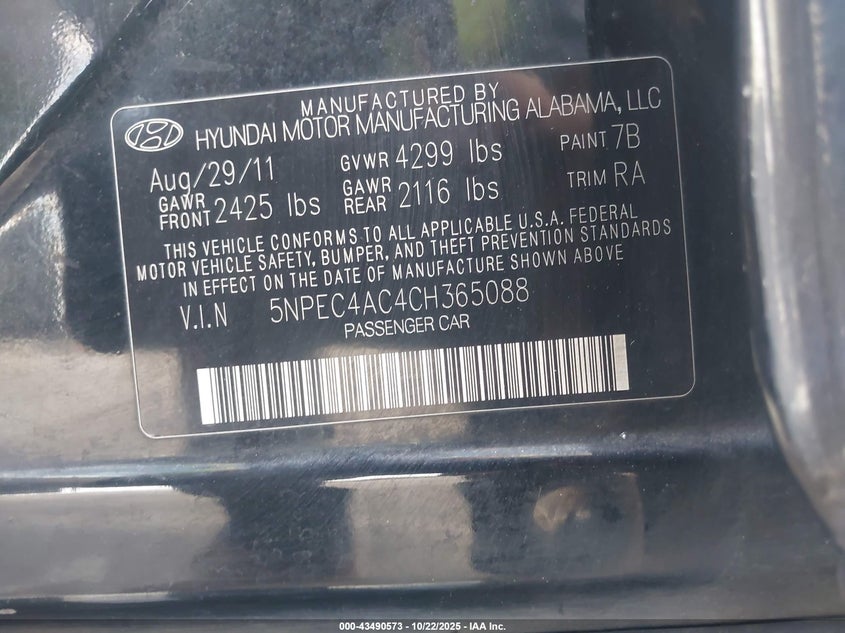 MANUFACTURED BY
HYUNDAI MOTOR MANUFACTURING ALABAMA, LLC
Aug/29/11 GVWR 4299 lbs PAINT 7B
GAWR FRONT 2425 lbs GAWR REAR 2116 lbs TRIM RA
THIS VEHICLE CONFORMS TO ALL APPLICABLE U.S.A. FEDERAL
MOTOR VEHICLE SAFETY, BUMPER, AND THEFT PREVENTION STANDARDS
IN EFFECT ON THE DATE OF MANUFACTURE SHOWN ABOVE
V.I.N 5NPEC4AC4CH365088
PASSENGER CAR
000-43490573 - 10/22/2025 - IAA Inc.